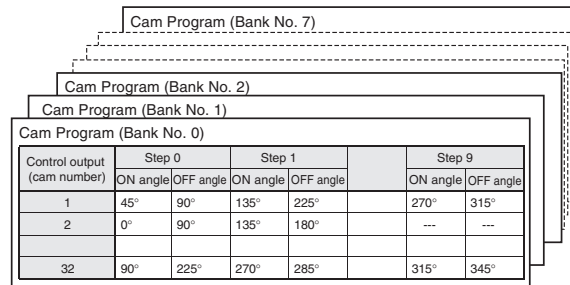 Cam Program (Bank No. 7)
Cam Program (Bank No. 2)
Cam Program (Bank No. 1)
Cam Program (Bank No. 0)
Control output (cam number) Step 0 Step 1 Step 9
ON angle OFF angle ON angle OFF angle ON angle OFF angle
1 45° 90° 135° 225° 270° 315°
2 0° 90° 135° 180° --- ---
32 90° 225° 270° 285° 315° 345°